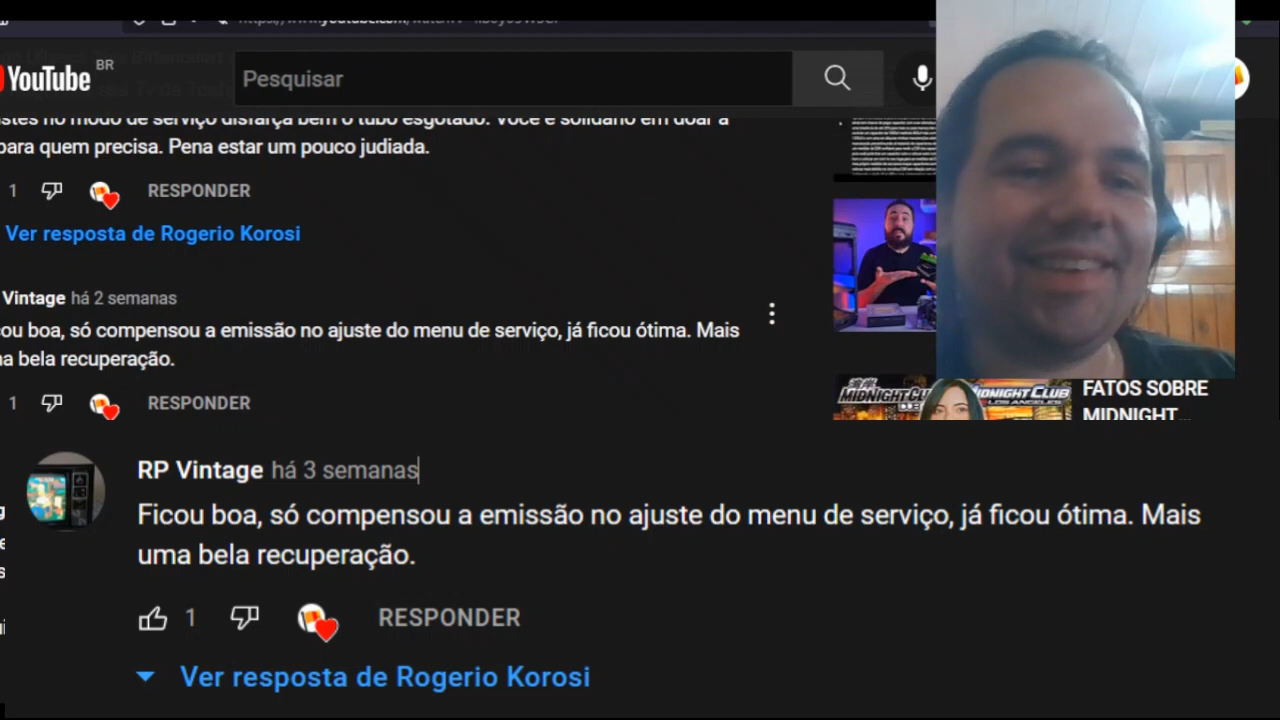 YouTube BR
Pesquisar
no modo de serviço disfarça bem o tubo esgotado. Você é solidário em doar a
para quem precisa. Pena estar um pouco judiada.
1 RESPONDER
Ver resposta de Rogerio Korosi
Vintage há 2 semanas
boa, só compensou a emissão no ajuste do menu de serviço, já ficou ótima. Mais
bela recuperação.
1 RESPONDER
MIDNIGHT CLUB
LOS ANGELES
FATOS SOBRE
MIDNIGHT...
RP Vintage há 3 semanas
Ficou boa, só compensou a emissão no ajuste do menu de serviço, já ficou ótima. Mais
uma bela recuperação.
1 RESPONDER
Ver resposta de Rogerio Korosi